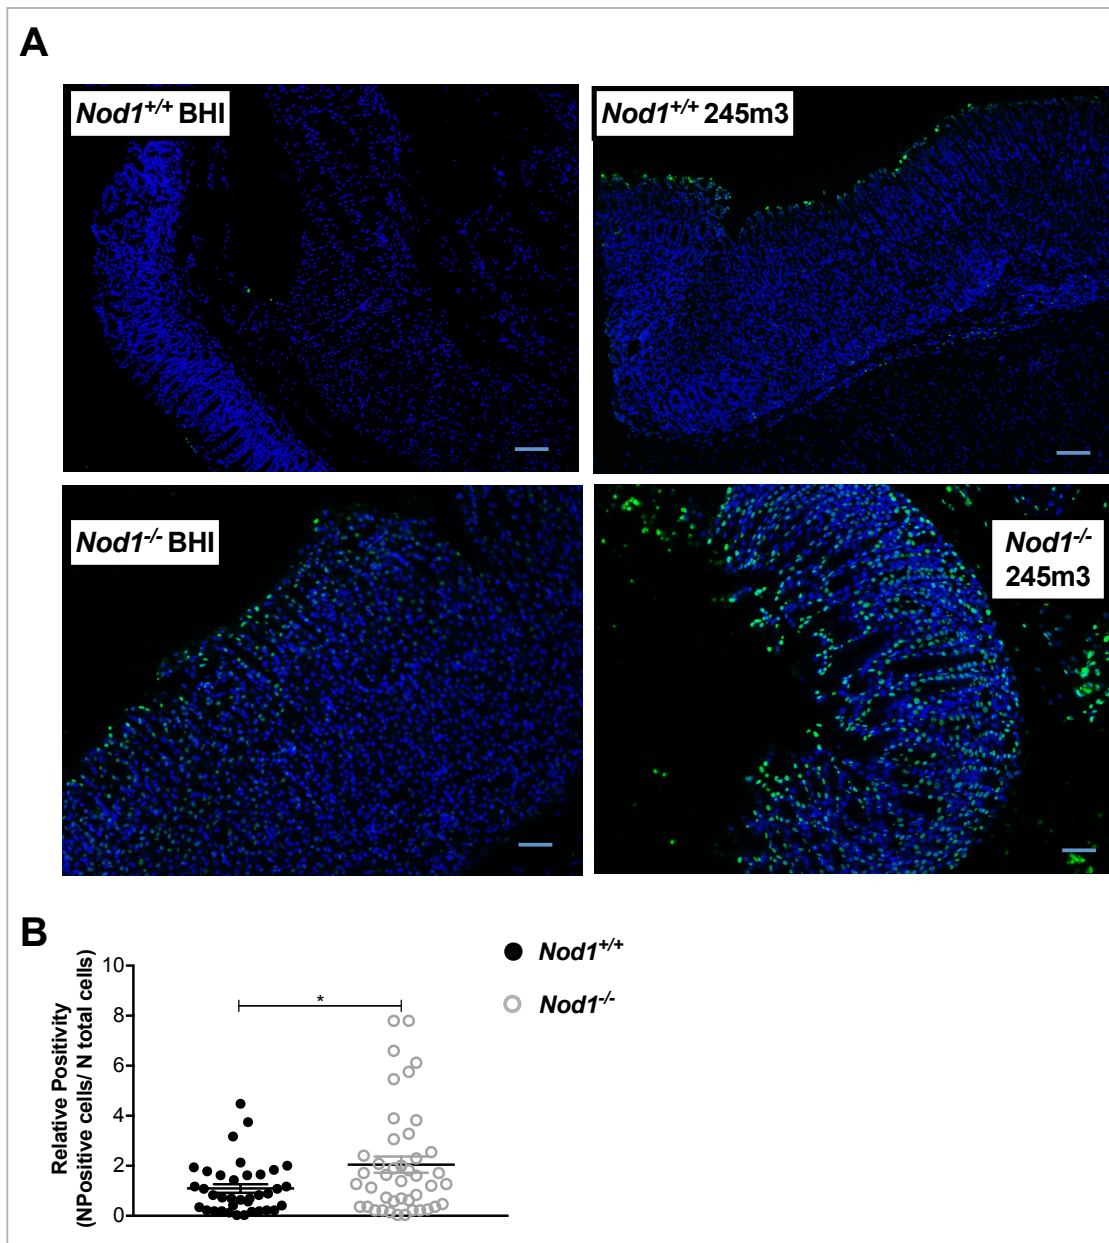 A
Nod1+/+ BHI
Nod1+/+ 245m3
Nod1-/- BHI
Nod1-/-
245m3
B
Relative Positivity
(NPositive cells/ N total cells)
10
8
6
4
2
0
*
Nod1+/+
Nod1-/-